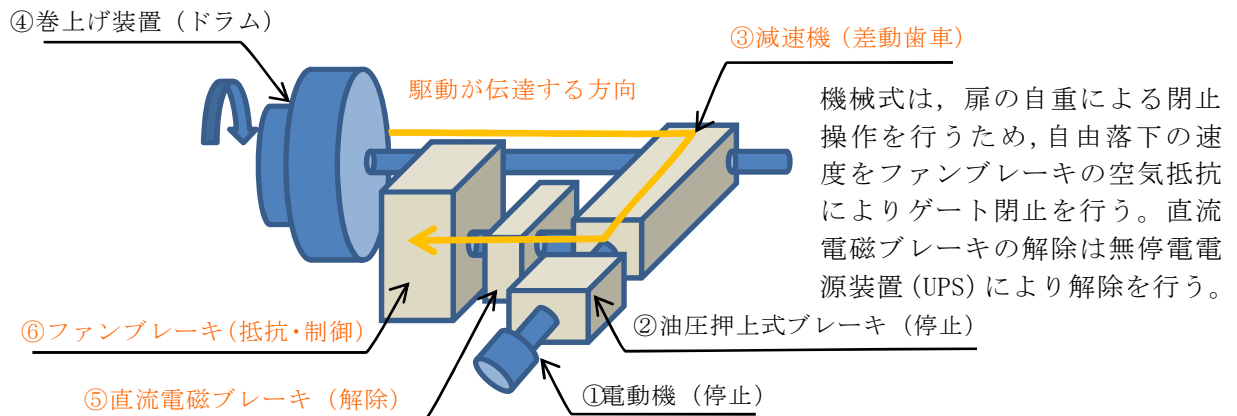 ④巻上げ装置（ドラム）
③減速機（差動歯車）
駆動が伝達する方向
機械式は，扉の自重による閉止
操作を行うため，自由落下の速
度をファンブレーキの空気抵抗
によりゲート閉止を行う。直流
電磁ブレーキの解除は無停電電
源装置（UPS）により解除を行う。
⑥ファンブレーキ（抵抗・制御）
②油圧押上式ブレーキ（停止）
⑤直流電磁ブレーキ（解除）
①電動機（停止）